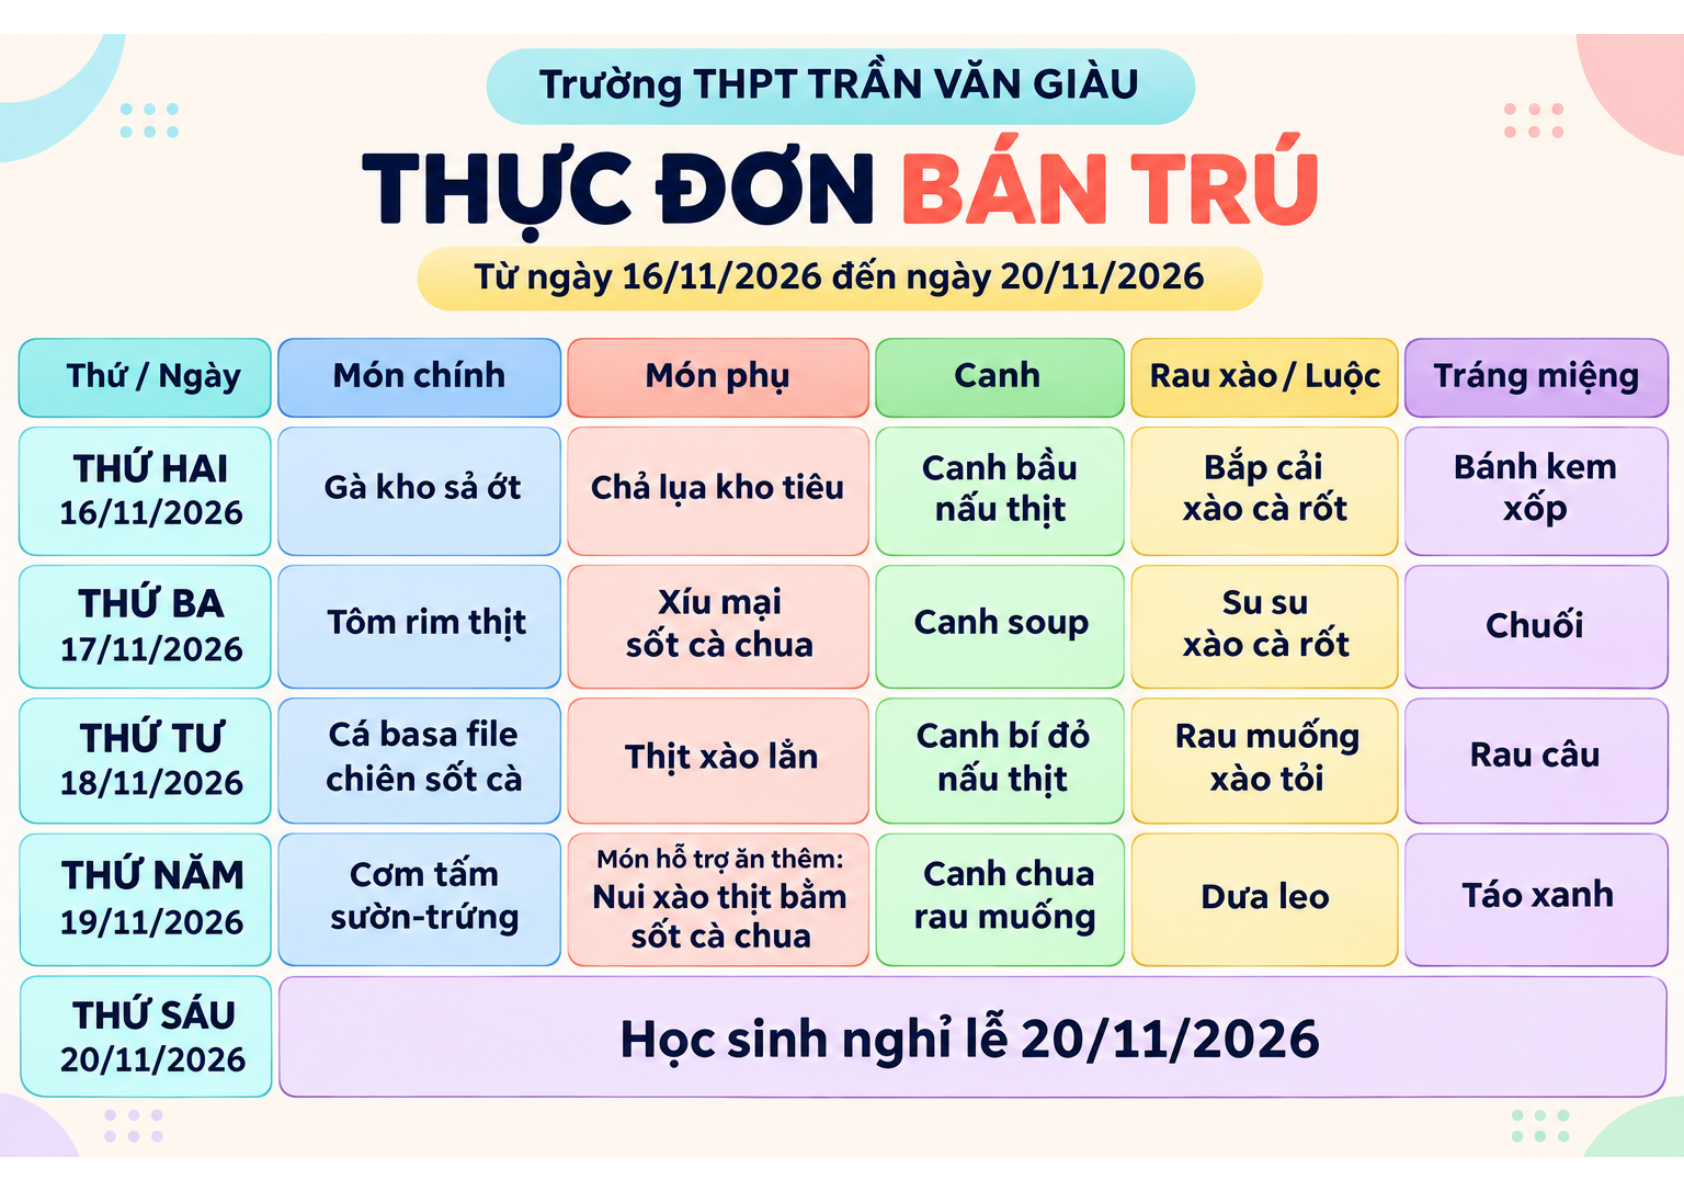 Trường THPT TRẦN VĂN GIÀU
THỰC ĐƠN BÁN TRÚ
Từ ngày 16/11/2026 đến ngày 20/11/2026
Thứ / Ngày
Món chính
Món phụ
Canh
Rau xào / Luộc
Tráng miệng
THỨ HAI
16/11/2026
Gà kho sả ớt
Chả lụa kho tiêu
Canh bầu
nấu thịt
Bắp cải
xào cà rốt
Bánh kem
xốp
THỨ BA
17/11/2026
Tôm rim thịt
Xíu mại
sốt cà chua
Canh soup
Su su
xào cà rốt
Chuối
THỨ TƯ
18/11/2026
Cá basa file
chiên sốt cà
Thịt xào lằn
Canh bí đỏ
nấu thịt
Rau muống
xào tỏi
Rau câu
THỨ NĂM
19/11/2026
Cơm tấm
sườn-trứng
Món hỗ trợ ăn thêm:
Nui xào thịt bằm
sốt cà chua
Canh chua
rau muống
Dưa leo
Táo xanh
THỨ SÁU
20/11/2026
Học sinh nghỉ lễ 20/11/2026